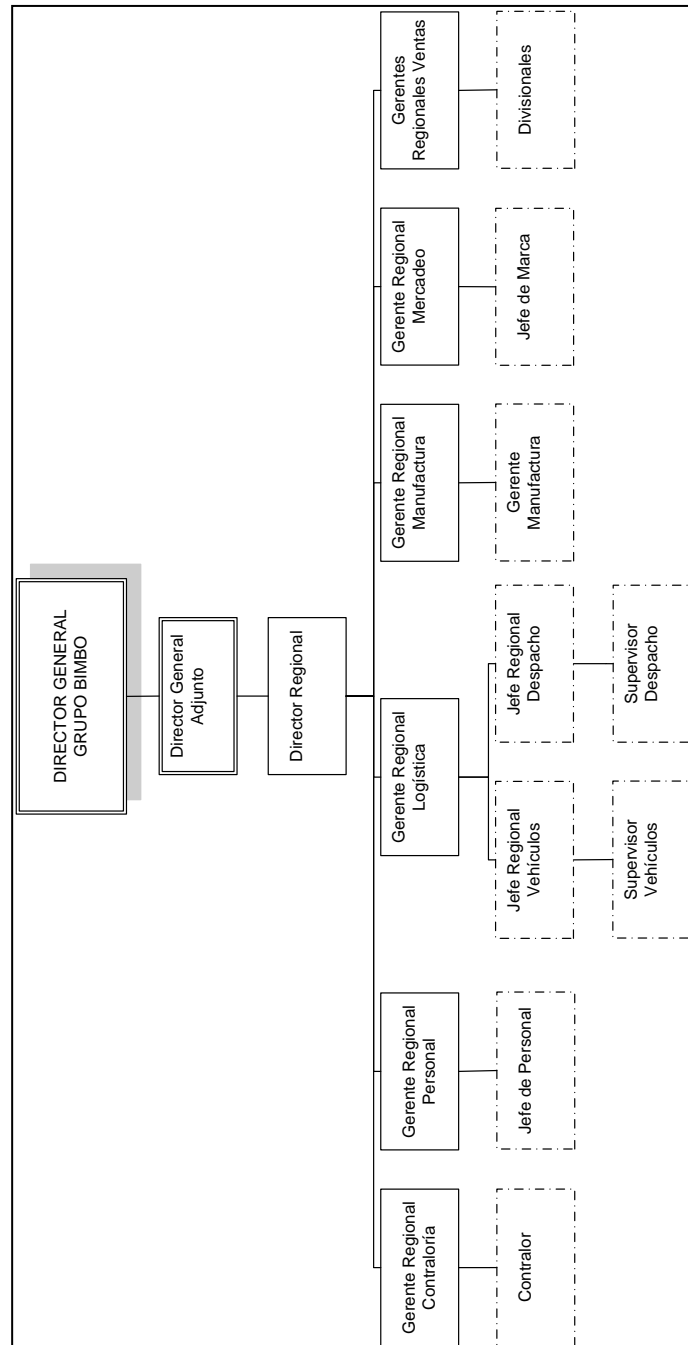 DIRECTOR GENERAL
GRUPO BIMBO
Director General
Adjunto
Director Regional
Gerente Regional
Contraloría
Gerente Regional
Personal
Gerente Regional
Logística
Gerente Regional
Manufactura
Gerente Regional
Mercadeo
Gerentes
Regionales Ventas
Contralor
Jefe de Personal
Jefe Regional
Vehículos
Jefe Regional
Despacho
Gerente
Manufactura
Jefe de Marca
Divisionales
Supervisor
Vehículos
Supervisor
Despacho